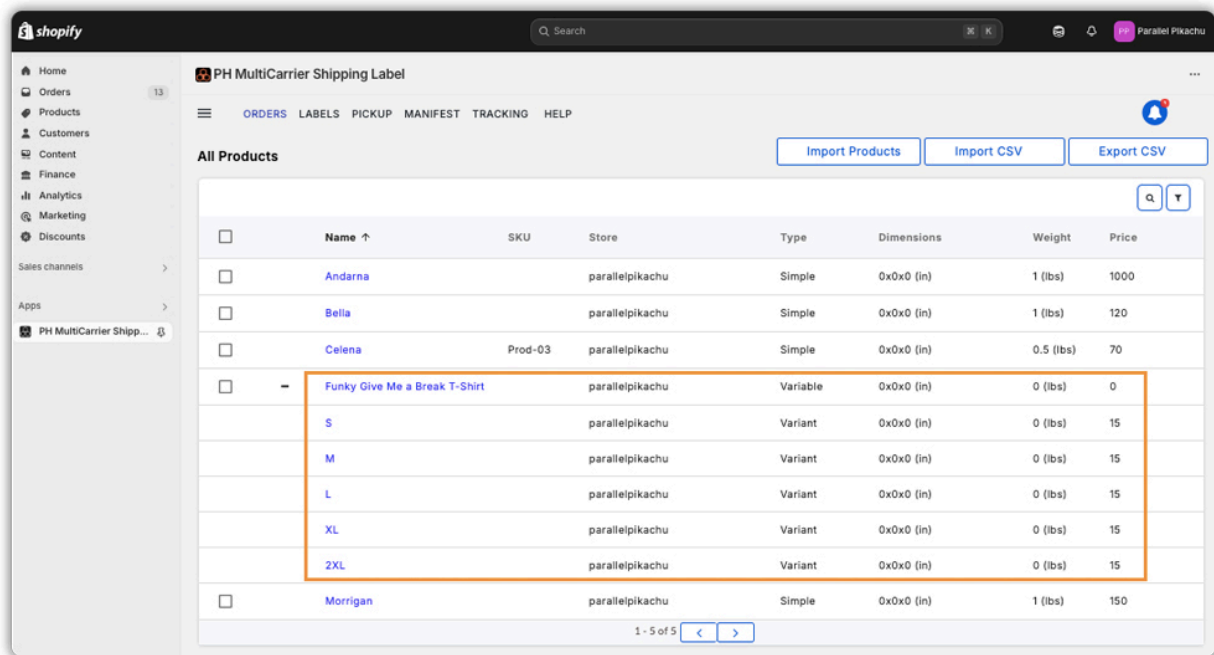 shopify
Search
⌘ K
PP Parallel Pikachu
Home
Orders 13
Products
Customers
Content
Finance
Analytics
Marketing
Discounts
Sales channels
Apps
PH MultiCarrier Shipp...
PH MultiCarrier Shipping Label
ORDERS LABELS PICKUP MANIFEST TRACKING HELP
All Products
Import Products Import CSV Export CSV
Name ↑ SKU Store Type Dimensions Weight Price
Andarna parallelpikachu Simple 0x0x0 (in) 1 (lbs) 1000
Bella parallelpikachu Simple 0x0x0 (in) 1 (lbs) 120
Celena Prod-03 parallelpikachu Simple 0x0x0 (in) 0.5 (lbs) 70
Funky Give Me a Break T-Shirt parallelpikachu Variable 0x0x0 (in) 0 (lbs) 0
S parallelpikachu Variant 0x0x0 (in) 0 (lbs) 15
M parallelpikachu Variant 0x0x0 (in) 0 (lbs) 15
L parallelpikachu Variant 0x0x0 (in) 0 (lbs) 15
XL parallelpikachu Variant 0x0x0 (in) 0 (lbs) 15
2XL parallelpikachu Variant 0x0x0 (in) 0 (lbs) 15
Morrigan parallelpikachu Simple 0x0x0 (in) 1 (lbs) 150
1 - 5 of 5